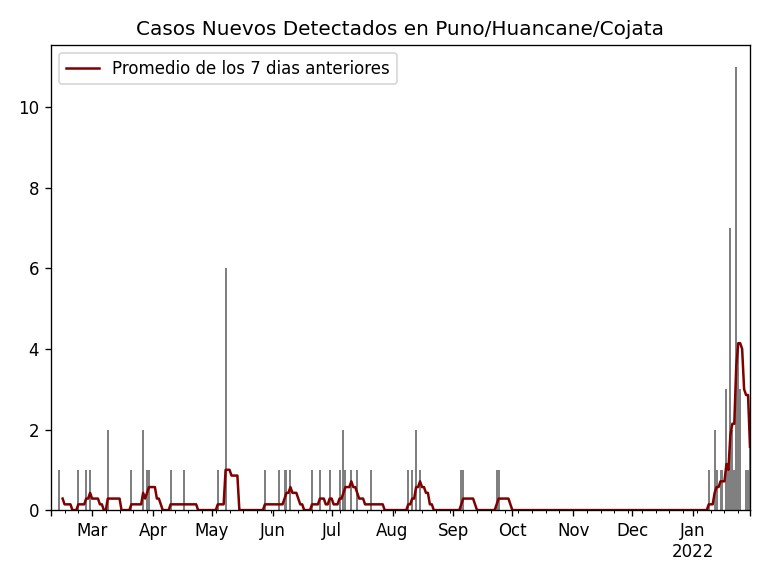 Casos Nuevos Detectados en Puno/Huancane/Cojata
Promedio de los 7 dias anteriores
10
8
6
4
2
0
Mar Apr May Jun Jul Aug Sep Oct Nov Dec Jan
2022